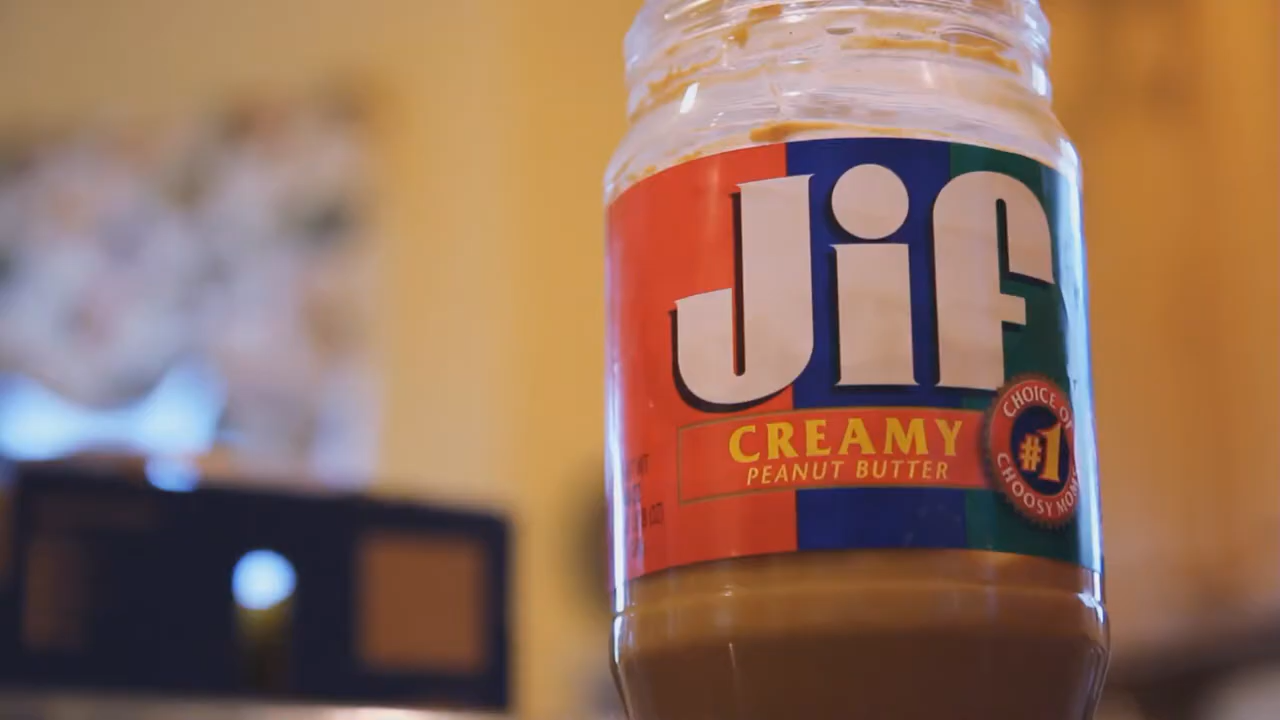 Jif
CREAMY
PEANUT BUTTER
CHOICE OF
#1
CHOOSY MOMS